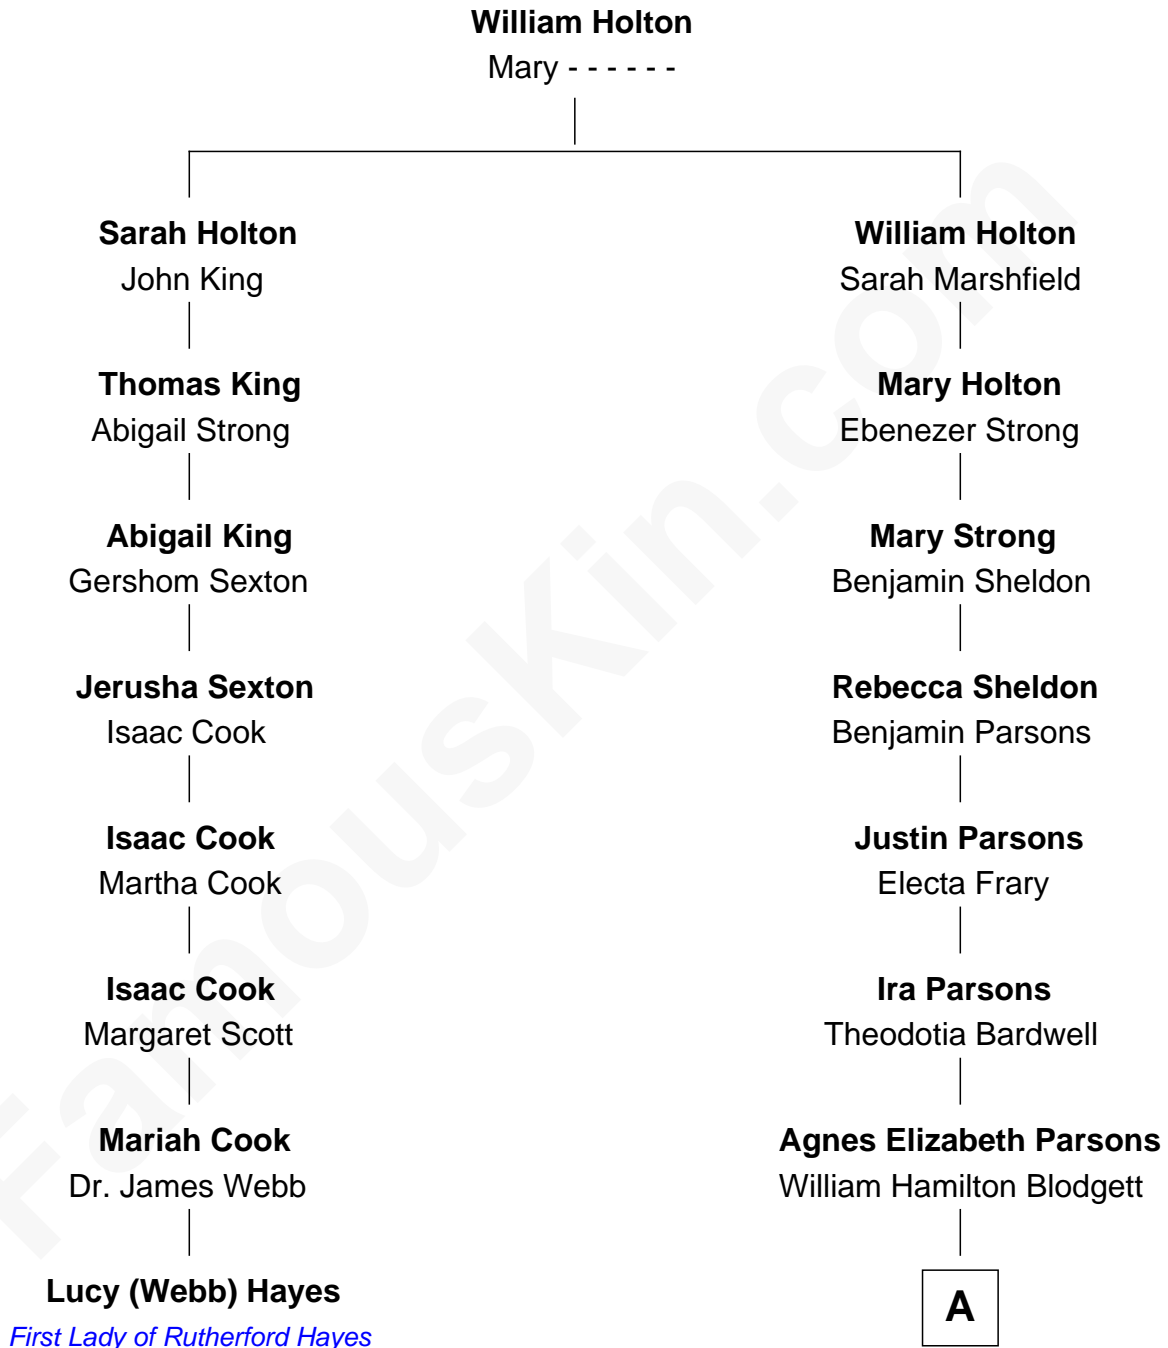 William Holton
Mary - - - - - -
Sarah Holton
John King
William Holton
Sarah Marshfield
Thomas King
Abigail Strong
Mary Holton
Ebenezer Strong
Abigail King
Gershom Sexton
Mary Strong
Benjamin Sheldon
Jerusha Sexton
Isaac Cook
Rebecca Sheldon
Benjamin Parsons
Isaac Cook
Martha Cook
Justin Parsons
Electa Frary
Isaac Cook
Margaret Scott
Ira Parsons
Theodotia Bardwell
Mariah Cook
Dr. James Webb
Agnes Elizabeth Parsons
William Hamilton Blodgett
Lucy (Webb) Hayes
First Lady of Rutherford Hayes
A
FamousKin.com